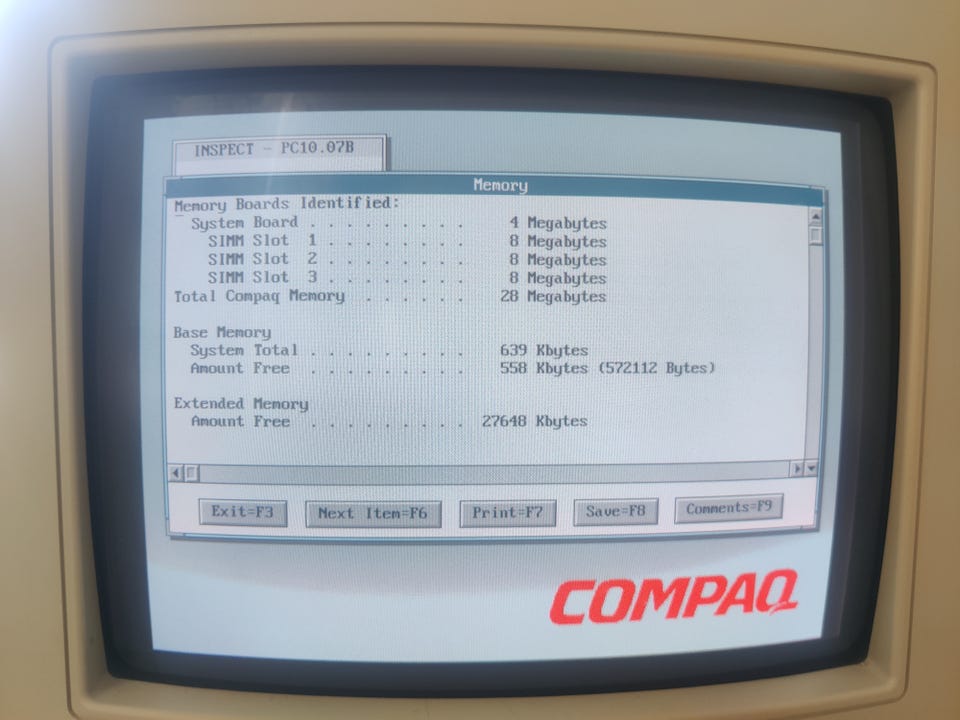 INSPECT - PC10.07B
Memory
Memory Boards Identified:
System Board . . . . . . . . . 4 Megabytes
SIMM Slot 1 . . . . . . . . 8 Megabytes
SIMM Slot 2 . . . . . . . . 8 Megabytes
SIMM Slot 3 . . . . . . . . 8 Megabytes
Total Compaq Memory . . . . . . 28 Megabytes
Base Memory
System Total . . . . . . . . . 639 Kbytes
Amount Free . . . . . . . . . 558 Kbytes (572112 Bytes)
Extended Memory
Amount Free . . . . . . . . . 27648 Kbytes
Exit=F3 Next Item=F6 Print=F7 Save=F8 Comments=F9
COMPAQ